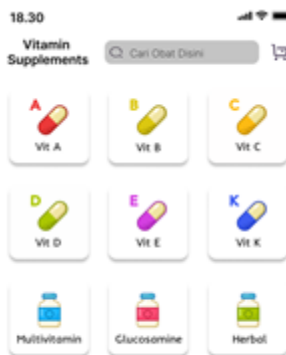 18.30
Vitamin
Supplements
Cari Obat Disini
A
B
C
Vit A
Vit B
Vit C
D
E
K
Vit D
Vit E
Vit K
Multivitamin
Glucosamine
Herbal